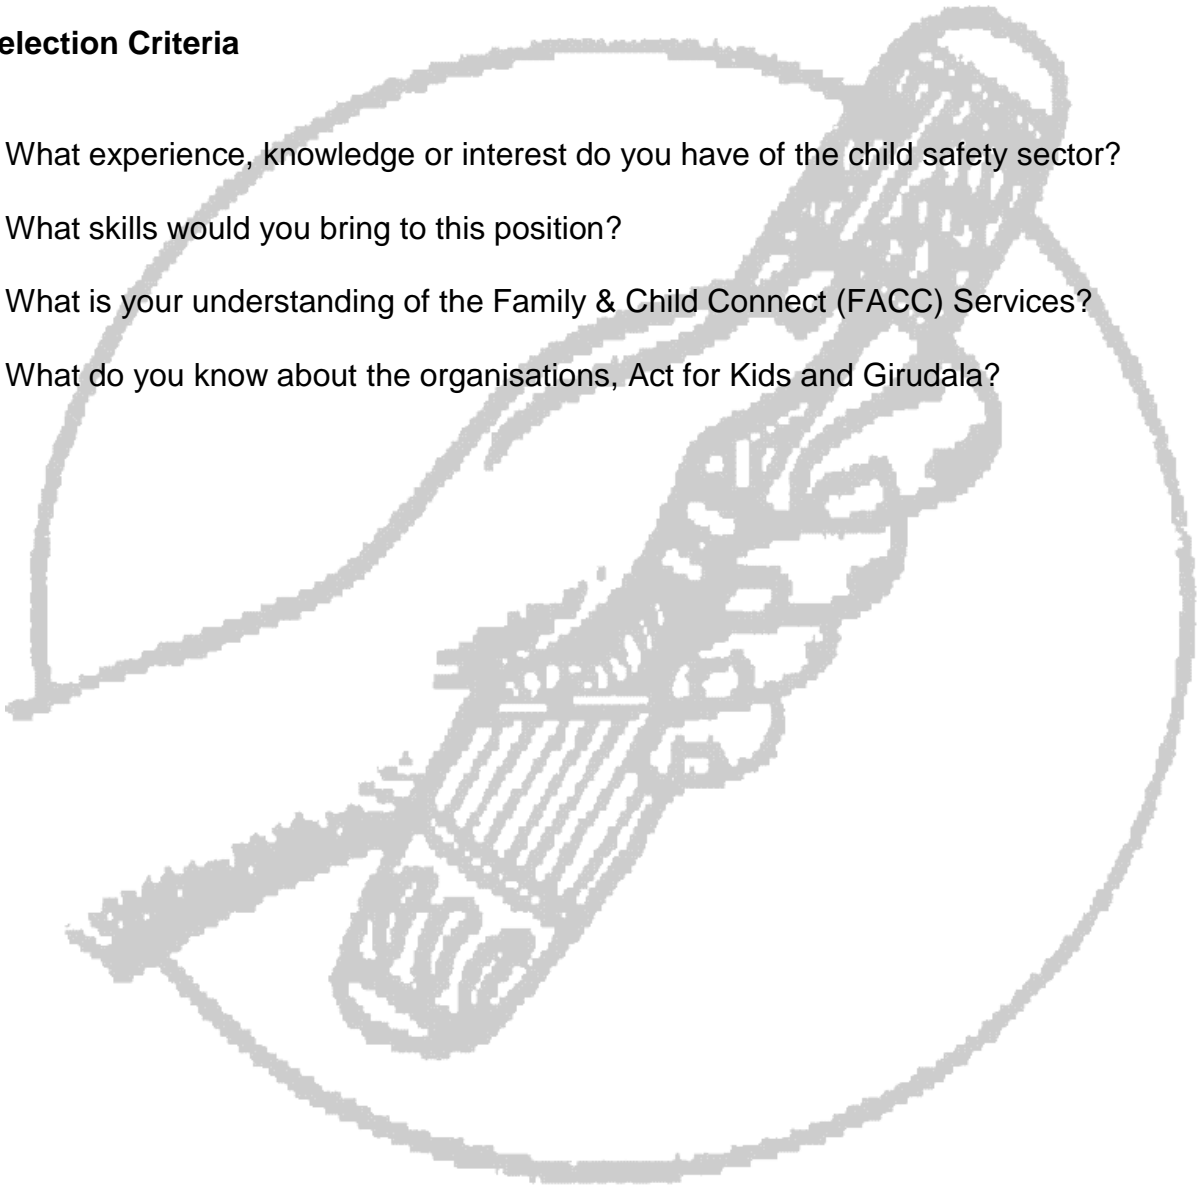 election Criteria
What experience, knowledge or interest do you have of the child safety sector?
What skills would you bring to this position?
What is your understanding of the Family & Child Connect (FACC) Services?
What do you know about the organisations, Act for Kids and Girudala?